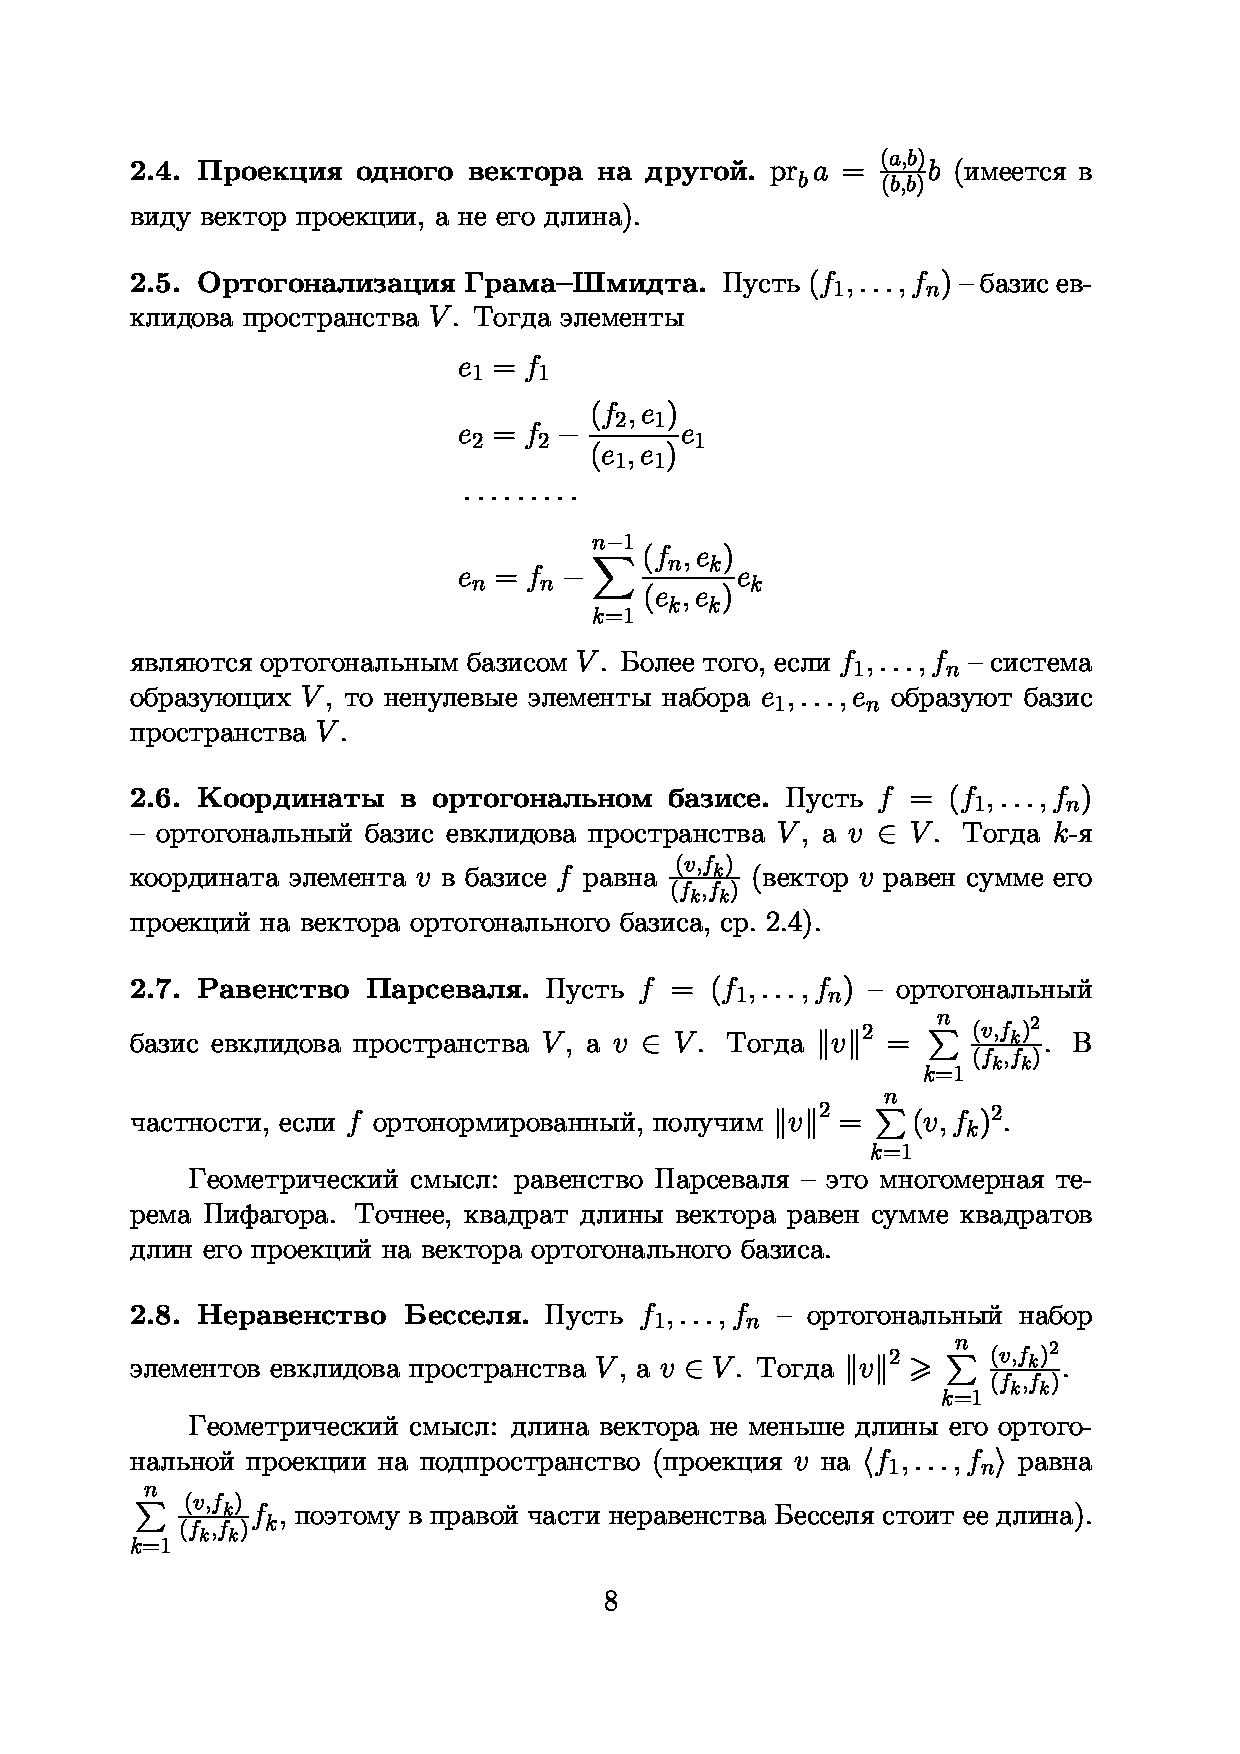 2.4. Проекция одного вектора на другой. $\mathrm{pr}_b a = \frac{(a,b)}{(b,b)} b$ (имеется в
виду вектор проекции, а не его длина).
2.5. Ортогонализация Грама–Шмидта. Пусть $(f_1, \ldots, f_n)$ – базис ев-
клидова пространства $V$. Тогда элементы
$e_1 = f_1$
$e_2 = f_2 - \frac{(f_2, e_1)}{(e_1, e_1)} e_1$
.........
$e_n = f_n - \sum_{k=1}^{n-1} \frac{(f_n, e_k)}{(e_k, e_k)} e_k$
являются ортогональным базисом $V$. Более того, если $f_1, \ldots, f_n$ – система
образующих $V$, то ненулевые элементы набора $e_1, \ldots, e_n$ образуют базис
пространства $V$.
2.6. Координаты в ортогональном базисе. Пусть $f = (f_1, \ldots, f_n)$
– ортогональный базис евклидова пространства $V$, а $v \in V$. Тогда $k$-я
координата элемента $v$ в базисе $f$ равна $\frac{(v,f_k)}{(f_k,f_k)}$ (вектор $v$ равен сумме его
проекций на вектора ортогонального базиса, ср. 2.4).
2.7. Равенство Парсеваля. Пусть $f = (f_1, \ldots, f_n)$ – ортогональный
базис евклидова пространства $V$, а $v \in V$. Тогда $\|v\|^2 = \sum_{k=1}^{n} \frac{(v,f_k)^2}{(f_k,f_k)}$. В
частности, если $f$ ортонормированный, получим $\|v\|^2 = \sum_{k=1}^{n} (v, f_k)^2$.
Геометрический смысл: равенство Парсеваля – это многомерная те-
рема Пифагора. Точнее, квадрат длины вектора равен сумме квадратов
длин его проекций на вектора ортогонального базиса.
2.8. Неравенство Бесселя. Пусть $f_1, \ldots, f_n$ – ортогональный набор
элементов евклидова пространства $V$, а $v \in V$. Тогда $\|v\|^2 \geqslant \sum_{k=1}^{n} \frac{(v,f_k)^2}{(f_k,f_k)}$.
Геометрический смысл: длина вектора не меньше длины его ортого-
нальной проекции на подпространство (проекция $v$ на $\langle f_1, \ldots, f_n \rangle$ равна
$\sum_{k=1}^{n} \frac{(v,f_k)}{(f_k,f_k)} f_k$, поэтому в правой части неравенства Бесселя стоит ее длина).
8